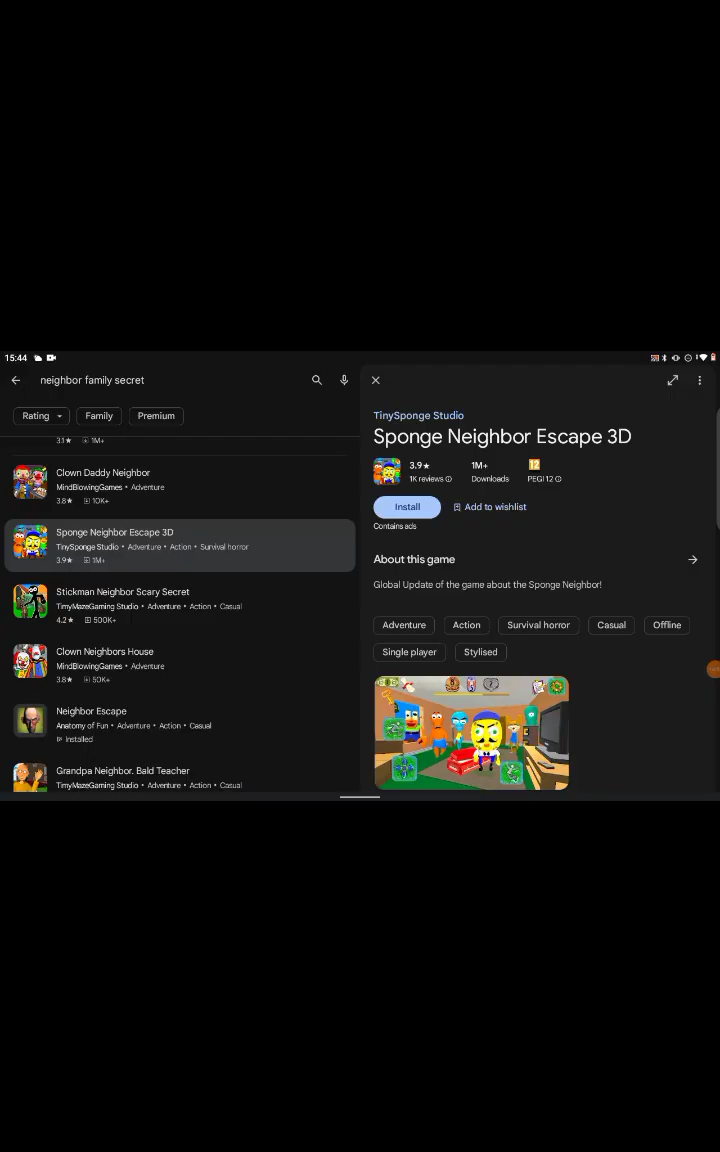 15:44
neighbor family secret
Rating
Family
Premium
3.1★ 1M+
Clown Daddy Neighbor
MindBlowingGames • Adventure
3.8★ 10K+
Sponge Neighbor Escape 3D
TinySponge Studio • Adventure • Action • Survival horror
3.9★ 1M+
Stickman Neighbor Scary Secret
TimyMazeGaming Studio • Adventure • Action • Casual
4.2★ 500K+
Clown Neighbors House
MindBlowingGames • Adventure
3.8★ 50K+
Neighbor Escape
Anatomy of Fun • Adventure • Action • Casual
Installed
Grandpa Neighbor. Bald Teacher
TimyMazeGaming Studio • Adventure • Action • Casual
TinySponge Studio
Sponge Neighbor Escape 3D
3.9★ 1M+ 12
1K reviews Downloads PEGI 12
Install
Add to wishlist
Contains ads
About this game
Global Update of the game about the Sponge Neighbor!
Adventure Action Survival horror Casual Offline
Single player Stylised